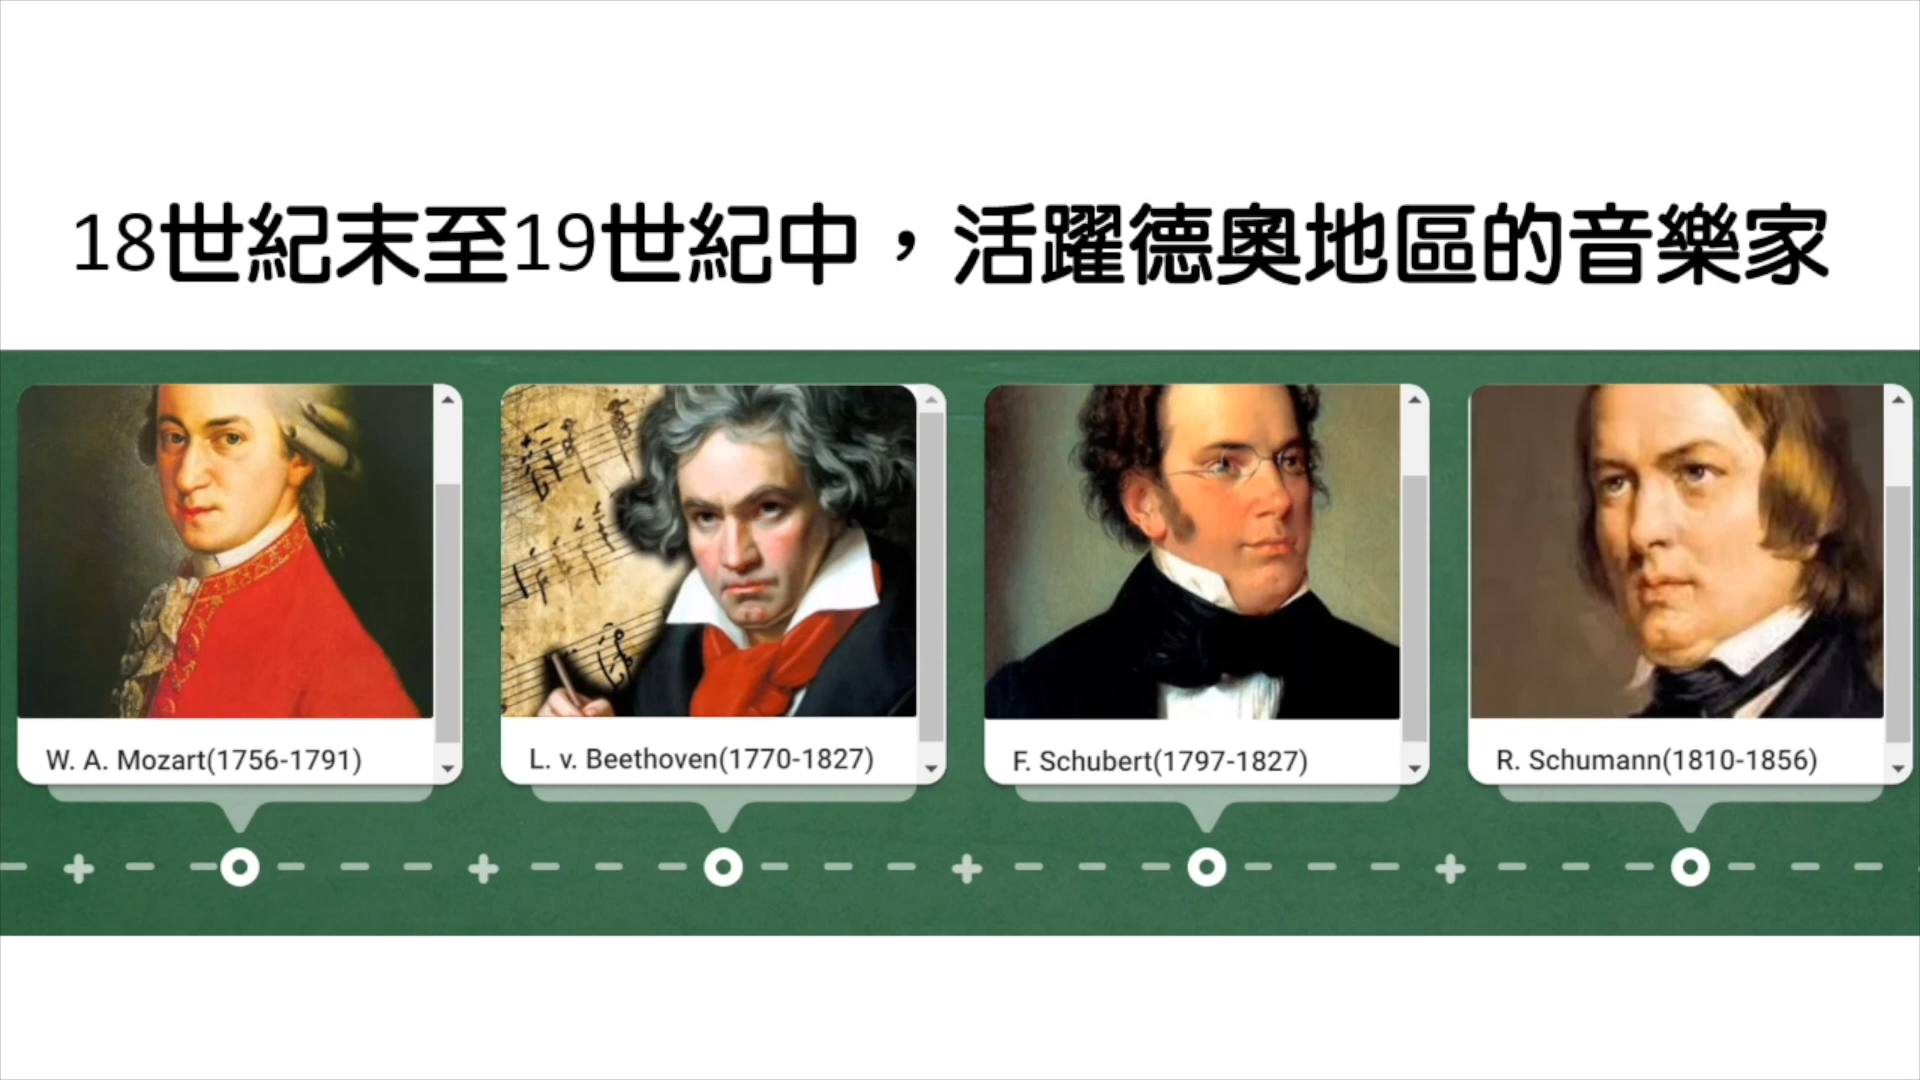 18世紀末至19世紀中，活躍德奧地區的音樂家
W. A. Mozart(1756-1791)
L. v. Beethoven(1770-1827)
F. Schubert(1797-1827)
R. Schumann(1810-1856)